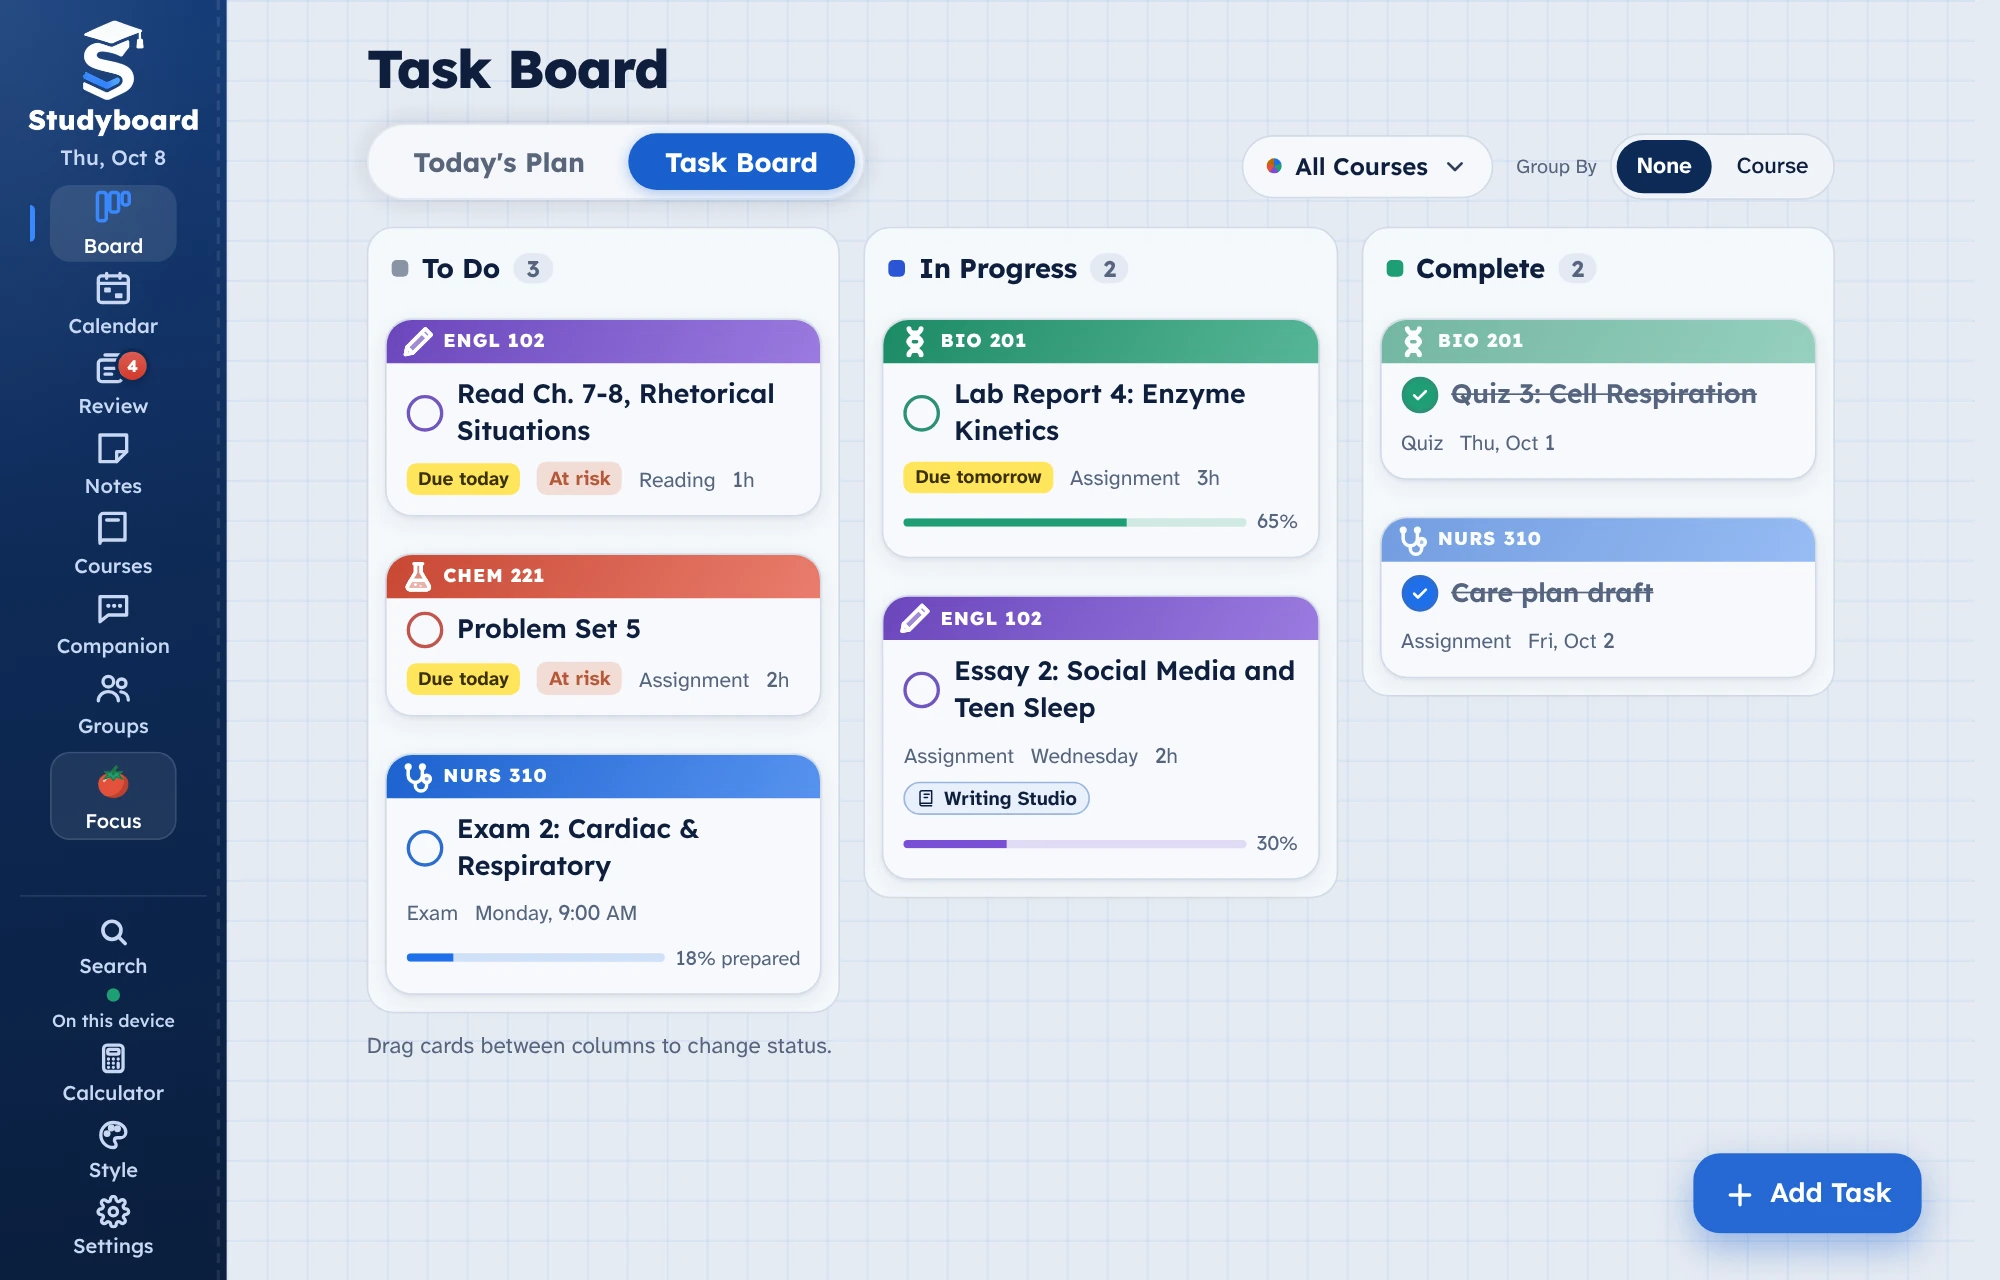 Studyboard
Thu, Oct 8
Board
Calendar
4
Review
Notes
Courses
Companion
Groups
Focus
Search
On this device
Calculator
Style
Settings
Task Board
Today's Plan
Task Board
All Courses
Group By
None
Course
To Do 3
ENGL 102
Read Ch. 7-8, Rhetorical
Situations
Due today At risk Reading 1h
CHEM 221
Problem Set 5
Due today At risk Assignment 2h
NURS 310
Exam 2: Cardiac &
Respiratory
Exam Monday, 9:00 AM
18% prepared
In Progress 2
BIO 201
Lab Report 4: Enzyme
Kinetics
Due tomorrow Assignment 3h
65%
ENGL 102
Essay 2: Social Media and
Teen Sleep
Assignment Wednesday 2h
Writing Studio
30%
Complete 2
BIO 201
Quiz 3: Cell Respiration
Quiz Thu, Oct 1
NURS 310
Care plan draft
Assignment Fri, Oct 2
Drag cards between columns to change status.
+ Add Task